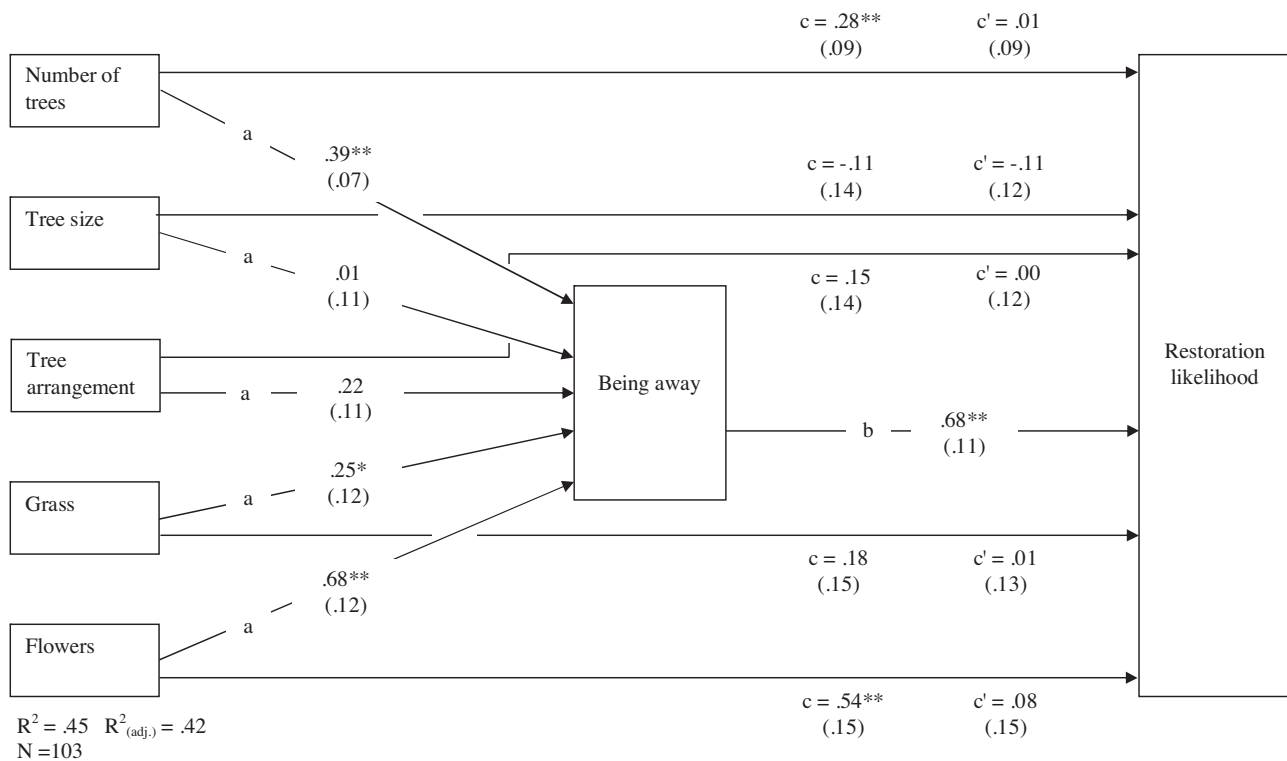 c = .28** c' = .01
(.09) (.09)
Number of
trees
a
.39**
(.07)
c = -.11 c' = -.11
(.14) (.12)
Tree size
a
.01
(.11)
c = .15 c' = .00
(.14) (.12)
Tree
arrangement
a
.22
(.11)
Being away
Restoration
likelihood
b .68**
(.11)
.25*
(.12)
a
Grass
c = .18 c' = .01
(.15) (.13)
.68**
(.12)
a
Flowers
c = .54** c' = .08
(.15) (.15)
R² = .45 R²(adj.) = .42
N =103